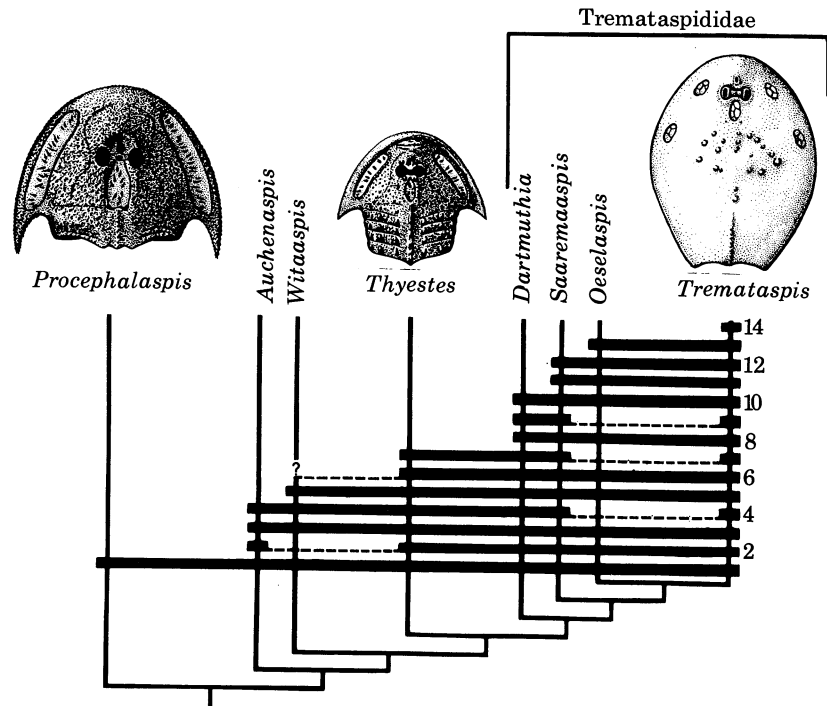 Tremataspididae
Procephalaspis
Auchenaspis
Witaaspis
Thyestes
Dartmuthia
Saaremaaspis
Oeselaspis
Tremataspis
14
12
10
8
?
6
4
2